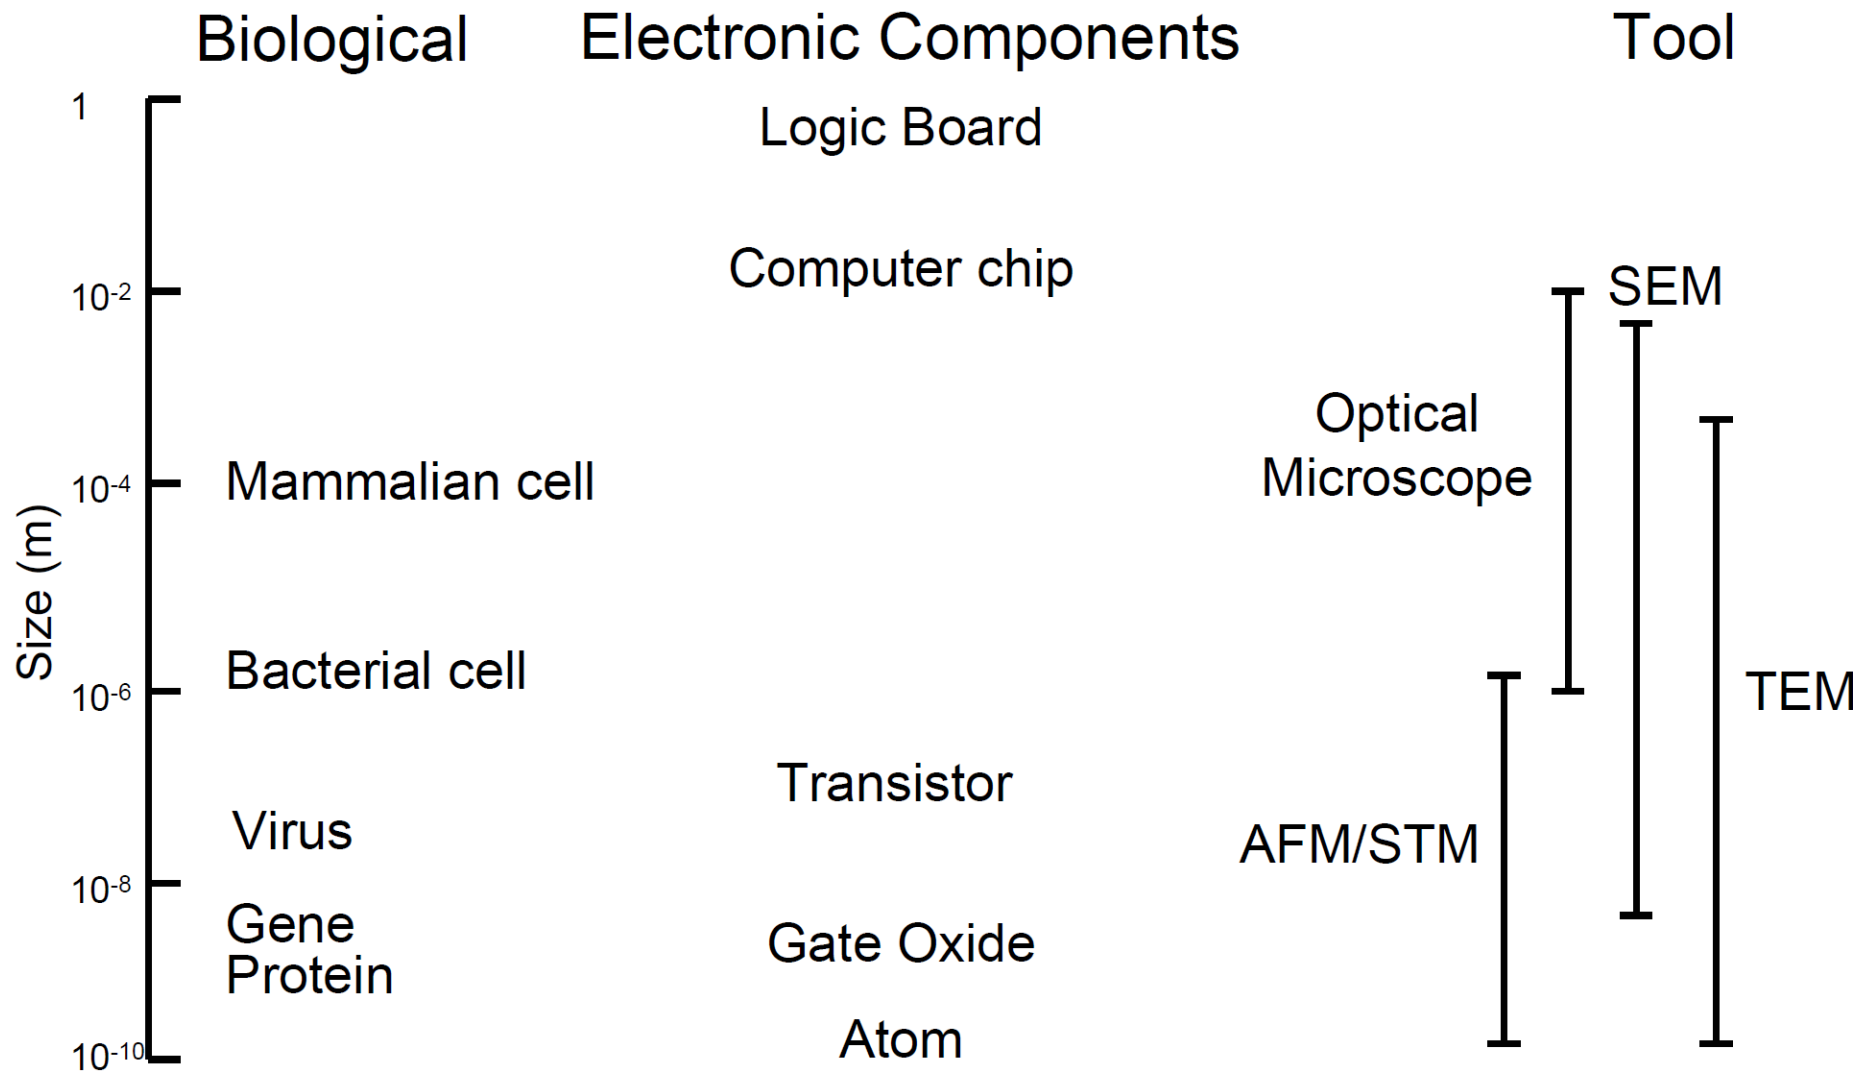 Biological Electronic Components Tool
1
Logic Board
Computer chip
10-2
SEM
Optical
Microscope
Mammalian cell
10-4
Size (m)
Bacterial cell
10-6
TEM
Transistor
Virus
AFM/STM
10-8
Gene
Protein
Gate Oxide
Atom
10-10